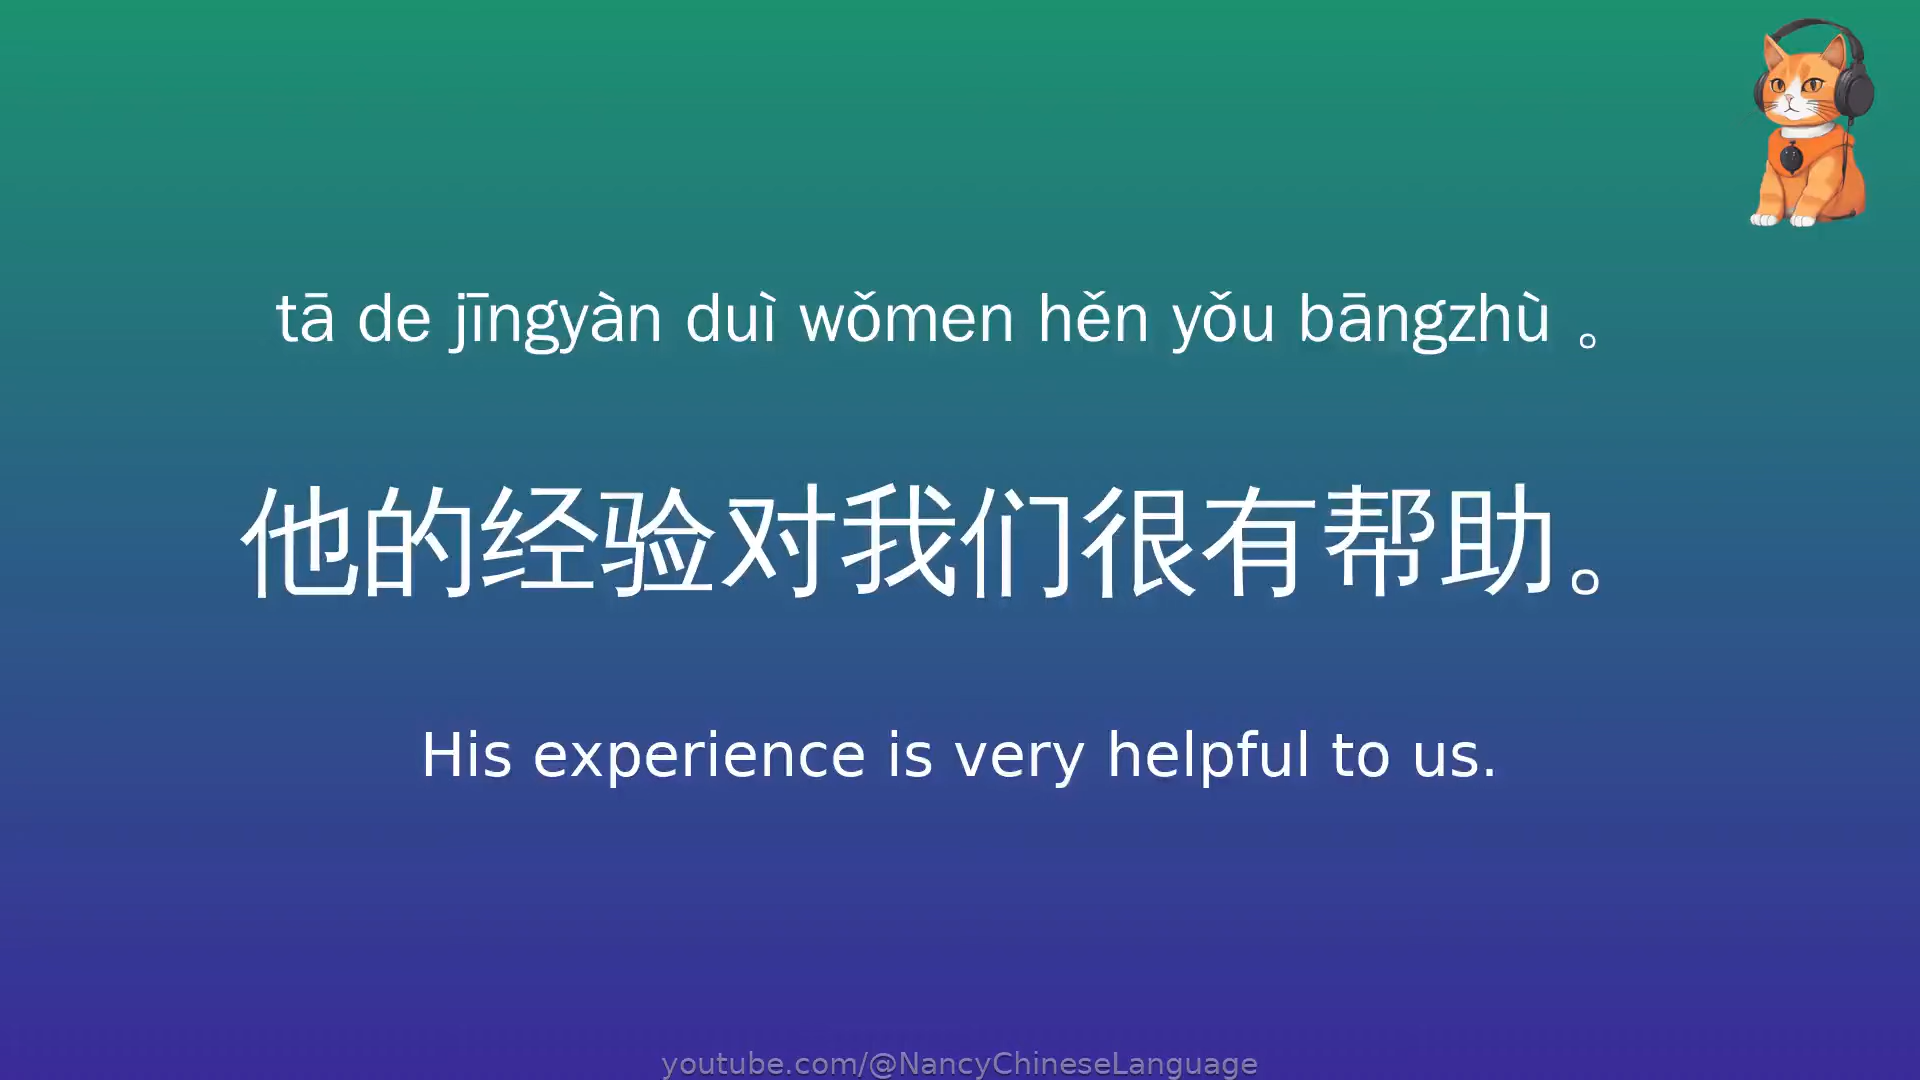 tā de jīngyàn duì wǒmen hěn yǒu bāngzhù 。
他的经验对我们很有帮助。
His experience is very helpful to us.
youtube.com/@NancyChineseLanguage